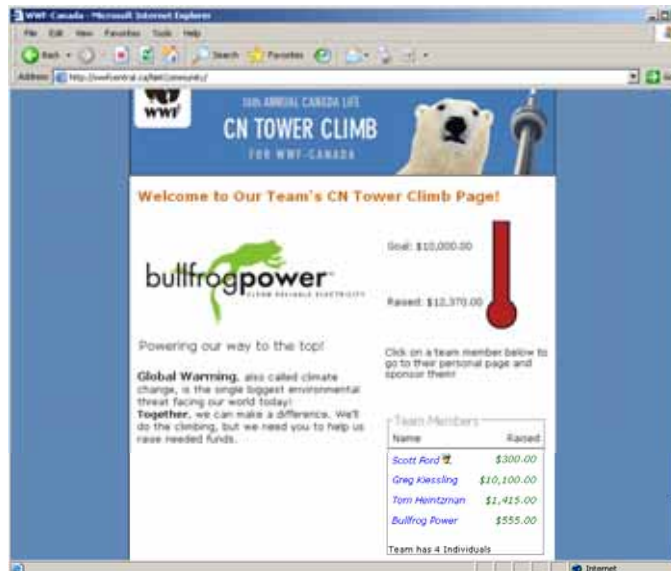 WWF-Canada - Microsoft Internet Explorer
File Edit View Favorites Tools Help
Back Search Favorites
Address http://wwfcentral.ca/
WWF
ANNUAL CANADA LIFE
CN TOWER CLIMB
FOR WWF-CANADA
Welcome to Our Team's CN Tower Climb Page!
Goal: $10,000.00
bullfrogpower
CLEAN RELIABLE ELECTRICITY
Raised: $12,370.00
Powering our way to the top!
Click on a team member below to
go to their personal page and
sponsor them!
Global Warming, also called climate
change, is the single biggest environmental
threat facing our world today!
Together, we can make a difference. We'll
do the climbing, but we need you to help us
raise needed funds.
Team Members
Name Raised
Scott Ford $300.00
Greg Kiessling $10,100.00
Tom Heintzman $1,415.00
Bullfrog Power $555.00
Team has 4 Individuals
Internet